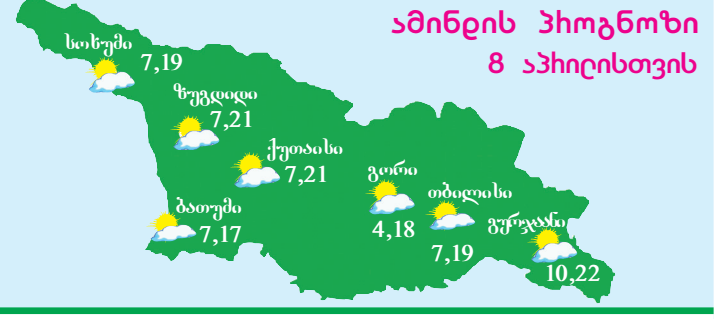 ამინდის პროგნოზი
8 აპრილისთვის
სოხუმი
7,19
ზუგდიდი
7,21
ქუთაისი
7,21
ბათუმი
7,17
გორი
4,18
თბილისი
7,19
გურჯაანი
10,22